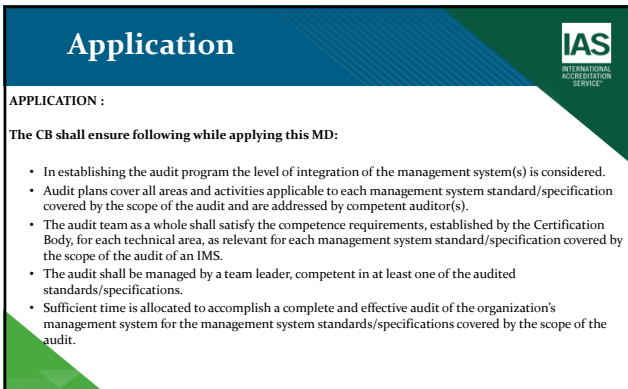 Application
IAS
INTERNATIONAL
ACCREDITATION
SERVICE®
APPLICATION :
The CB shall ensure following while applying this MD:
• In establishing the audit program the level of integration of the management system(s) is considered.
• Audit plans cover all areas and activities applicable to each management system standard/specification
covered by the scope of the audit and are addressed by competent auditor(s).
• The audit team as a whole shall satisfy the competence requirements, established by the Certification
Body, for each technical area, as relevant for each management system standard/specification covered by
the scope of the audit of an IMS.
• The audit shall be managed by a team leader, competent in at least one of the audited
standards/specifications.
• Sufficient time is allocated to accomplish a complete and effective audit of the organization's
management system for the management system standards/specifications covered by the scope of the
audit.